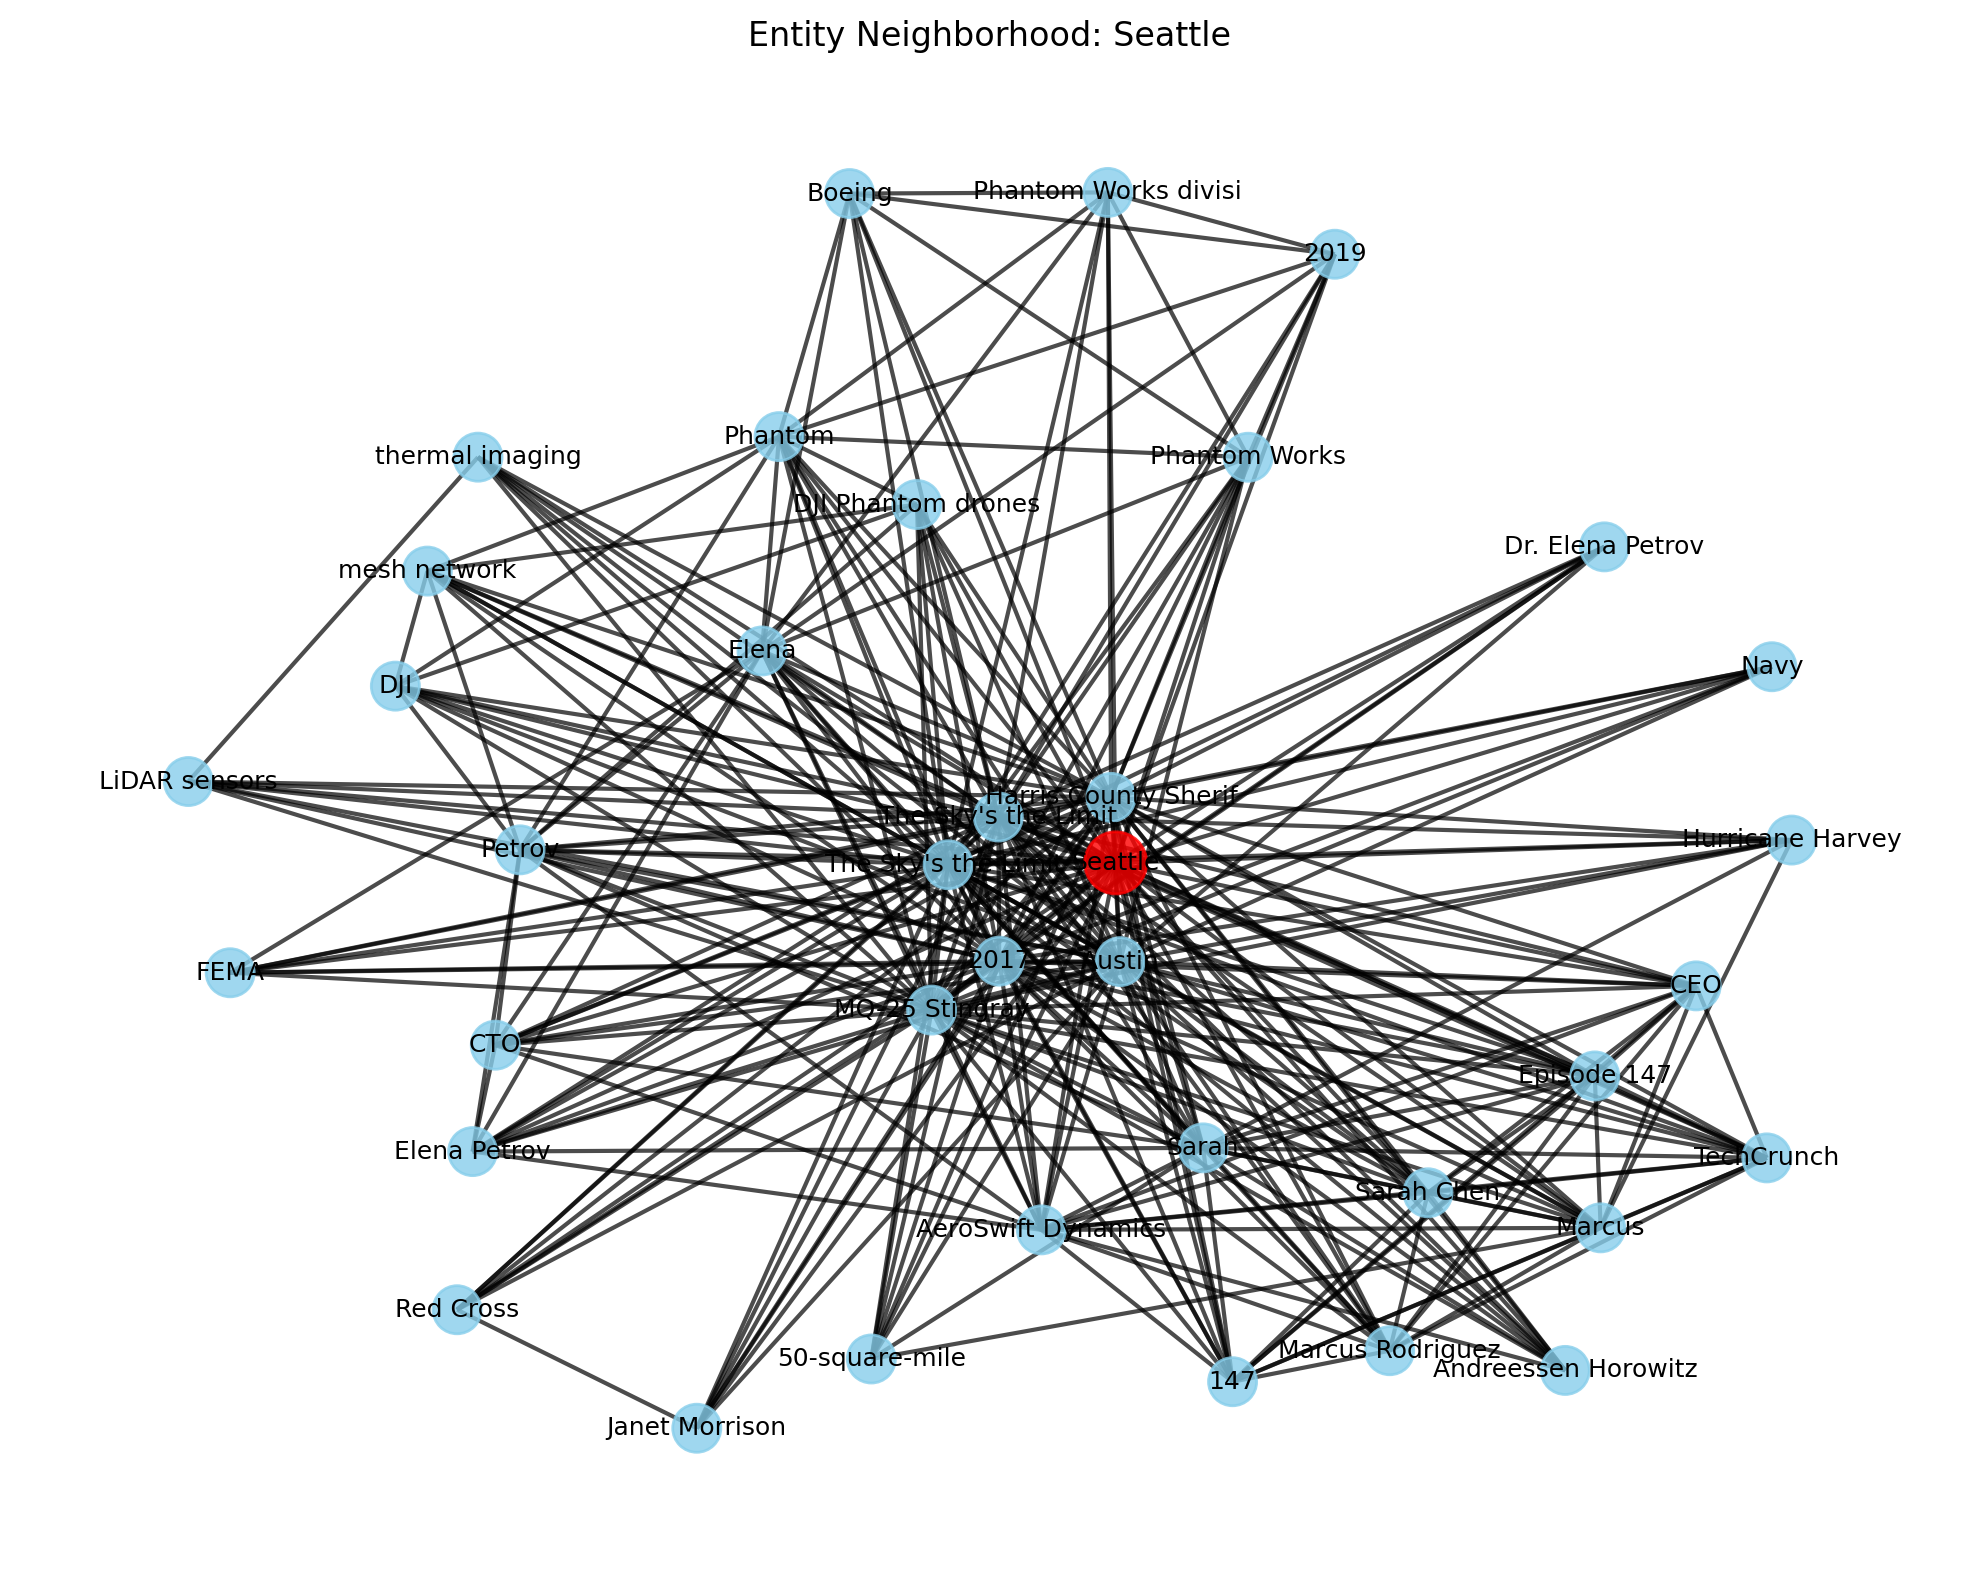 Entity Neighborhood: Seattle
Boeing
Phantom Works divisi
2019
Phantom
thermal imaging
Phantom Works
DJI Phantom drones
Dr. Elena Petrov
mesh network
Elena
Navy
DJI
LiDAR sensors
Harris County Sherif
The Sky's the Limit
Hurricane Harvey
Petrov
The Sky's the Limit
Seattle
2017
Austin
FEMA
CEO
MQ-25 Stingray
CTO
Episode 147
Sarah
Elena Petrov
TechCrunch
Sarah Chen
AeroSwift Dynamics
Marcus
Red Cross
Marcus Rodriguez
50-square-mile
Andreessen Horowitz
147
Janet Morrison